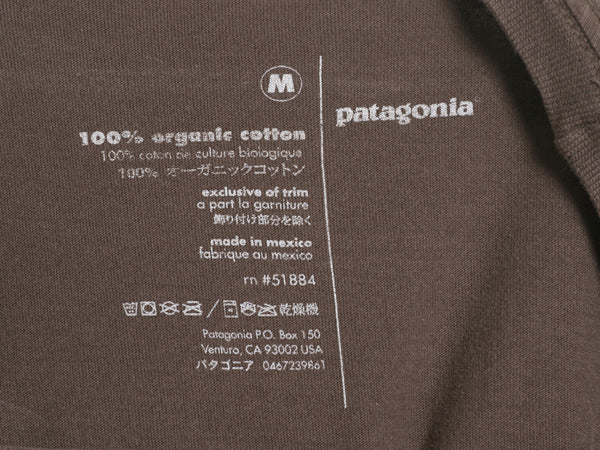 M
patagonia
100% organic cotton
100% coton de culture biologique
100% オーガニックコットン
exclusive of trim
a part la garniture
飾り付け部分を除く
made in mexico
fabrique au mexico
rn #51884
/ 乾燥機
Patagonia P.O. Box 150
Ventura, CA 93002 USA
パタゴニア 0467239861